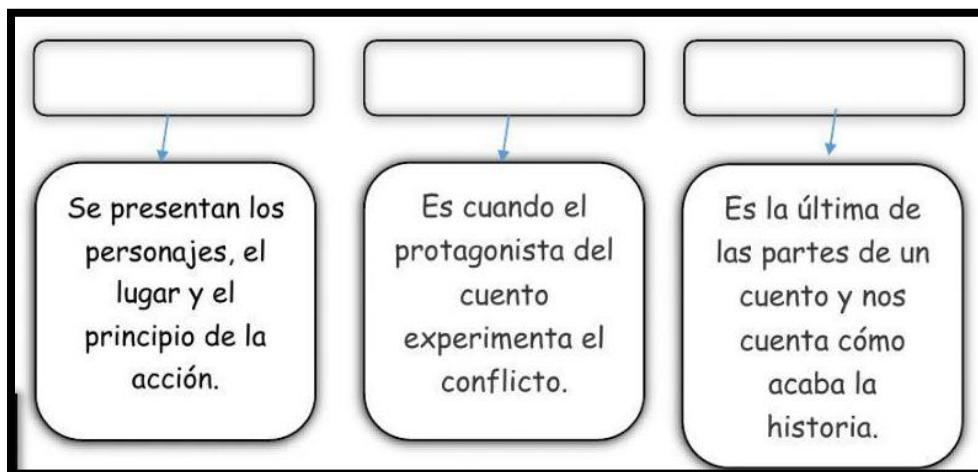 Se presentan los
personajes, el
lugar y el
principio de la
acción.
Es cuando el
protagonista del
cuento
experimenta el
conflicto.
Es la última de
las partes de un
cuento y nos
cuenta cómo
acaba la
historia.